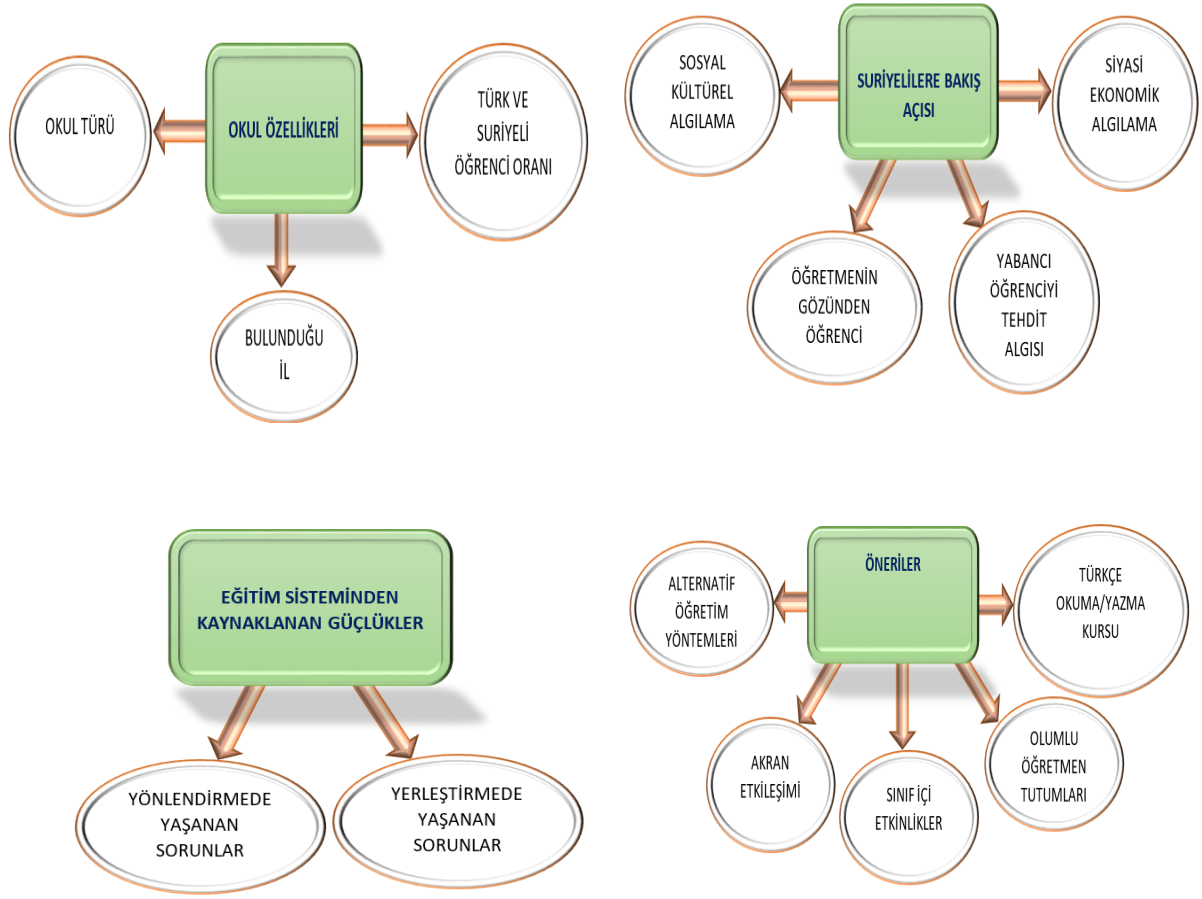 OKUL TÜRÜ
OKUL ÖZELLİKLERİ
TÜRK VE
SURİYELİ
ÖĞRENCİ ORANI
BULUNDUĞU
İL
SOSYAL
KÜLTÜREL
ALGILAMA
SURİYELİLERE BAKIŞ
AÇISI
SİYASİ
EKONOMİK
ALGILAMA
ÖĞRETMENİN
GÖZÜNDEN
ÖĞRENCİ
YABANCI
ÖĞRENCİYİ
TEHDİT
ALGISI
EĞİTİM SİSTEMİNDEN
KAYNAKLANAN GÜÇLÜKLER
YÖNLENDİRMEDE
YAŞANAN
SORUNLAR
YERLEŞTİRMEDE
YAŞANAN
SORUNLAR
ÖNERİLER
ALTERNATİF
ÖĞRETİM
YÖNTEMLERİ
TÜRKÇE
OKUMA/YAZMA
KURSU
AKRAN
ETKİLEŞİMİ
SINIF İÇİ
ETKİNLİKLER
OLUMLU
ÖĞRETMEN
TUTUMLARI